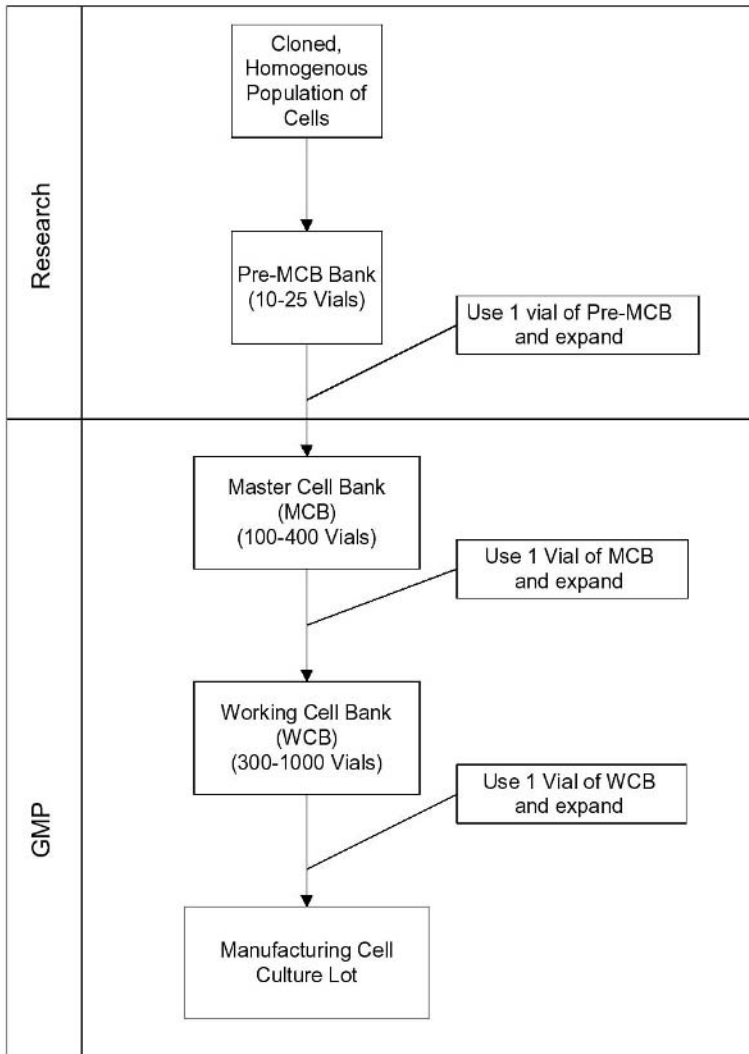 Research
Cloned,
Homogenous
Population of
Cells
Pre-MCB Bank
(10-25 Vials)
Use 1 vial of Pre-MCB
and expand
GMP
Master Cell Bank
(MCB)
(100-400 Vials)
Use 1 Vial of MCB
and expand
Working Cell Bank
(WCB)
(300-1000 Vials)
Use 1 Vial of WCB
and expand
Manufacturing Cell
Culture Lot